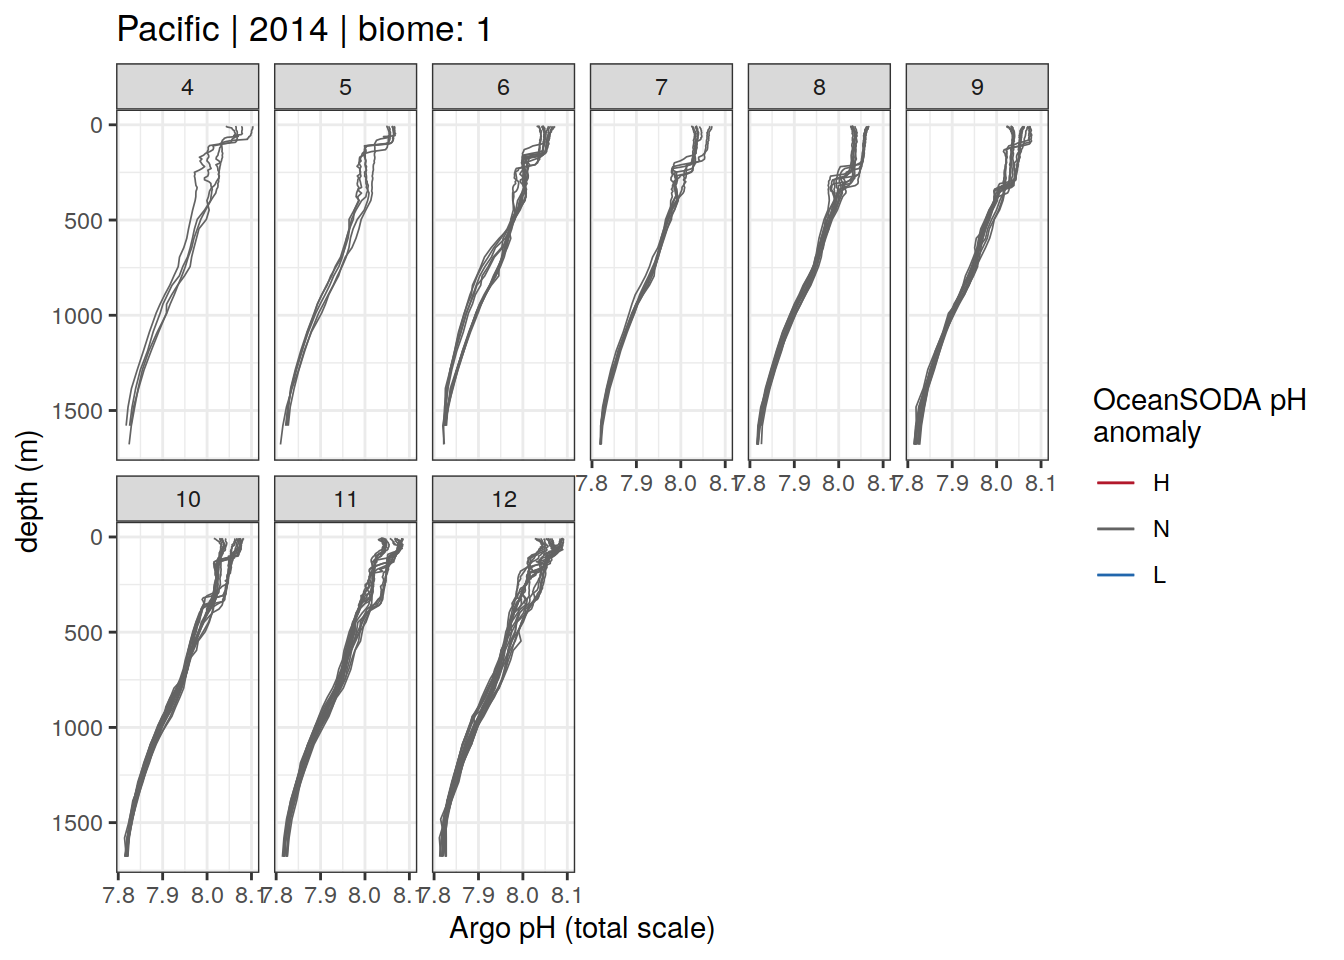 Pacific | 2014 | biome: 1
4 5 6 7 8 9
0
500
1000
1500
7.8 7.9 8.0 8.1 7.8 7.9 8.0 8.1 7.8 7.9 8.0 8.1
10 11 12
0
500
1000
1500
7.8 7.9 8.0 8.1 7.8 7.9 8.0 8.1 7.8 7.9 8.0 8.1
depth (m)
Argo pH (total scale)
OceanSODA pH
anomaly
H
N
L